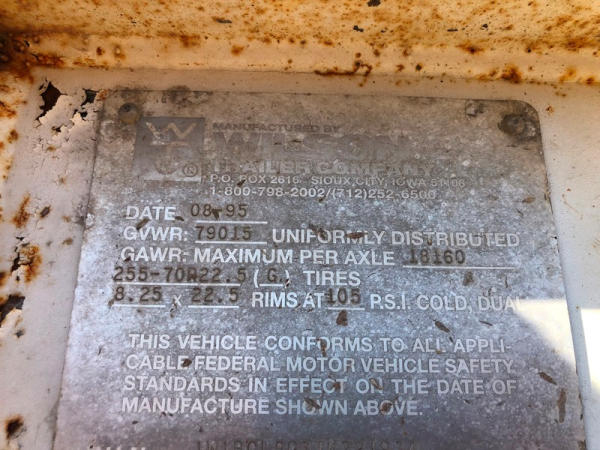 MANUFACTURED BY
TRAILER COMPANY
P.O. BOX 2616 SIOUX CITY, IOWA 51106
1-800-798-2002/(712)252-6500
DATE 08-95
GVWR: 79015 UNIFORMLY DISTRIBUTED
GAWR: MAXIMUM PER AXLE 18160
255-70R22.5 (G) TIRES
8.25 X 22.5 RIMS AT 105 P.S.I. COLD, DUAL
THIS VEHICLE CONFORMS TO ALL APPLI-
CABLE FEDERAL MOTOR VEHICLE SAFETY
STANDARDS IN EFFECT ON THE DATE OF
MANUFACTURE SHOWN ABOVE.